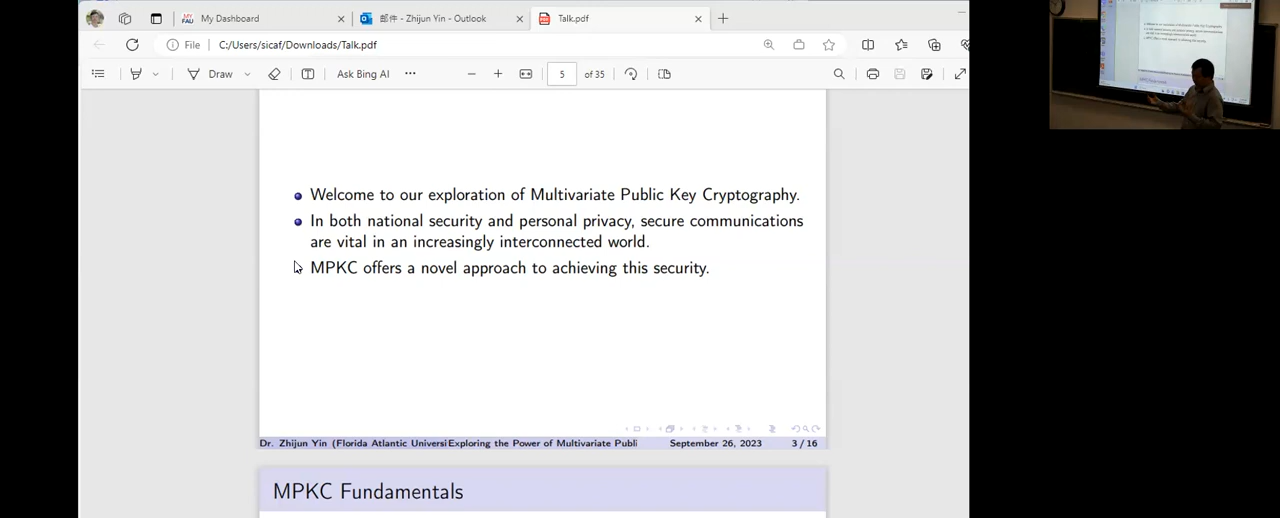 My Dashboard
邮件 - Zhijun Yin - Outlook
Talk.pdf
File
C:/Users/sicaf/Downloads/Talk.pdf
Draw
Ask Bing AI
5 of 35
Welcome to our exploration of Multivariate Public Key Cryptography.
In both national security and personal privacy, secure communications
are vital in an increasingly interconnected world.
MPKC offers a novel approach to achieving this security.
Dr. Zhijun Yin (Florida Atlantic Universi Exploring the Power of Multivariate Publi September 26, 2023 3 / 16
MPKC Fundamentals